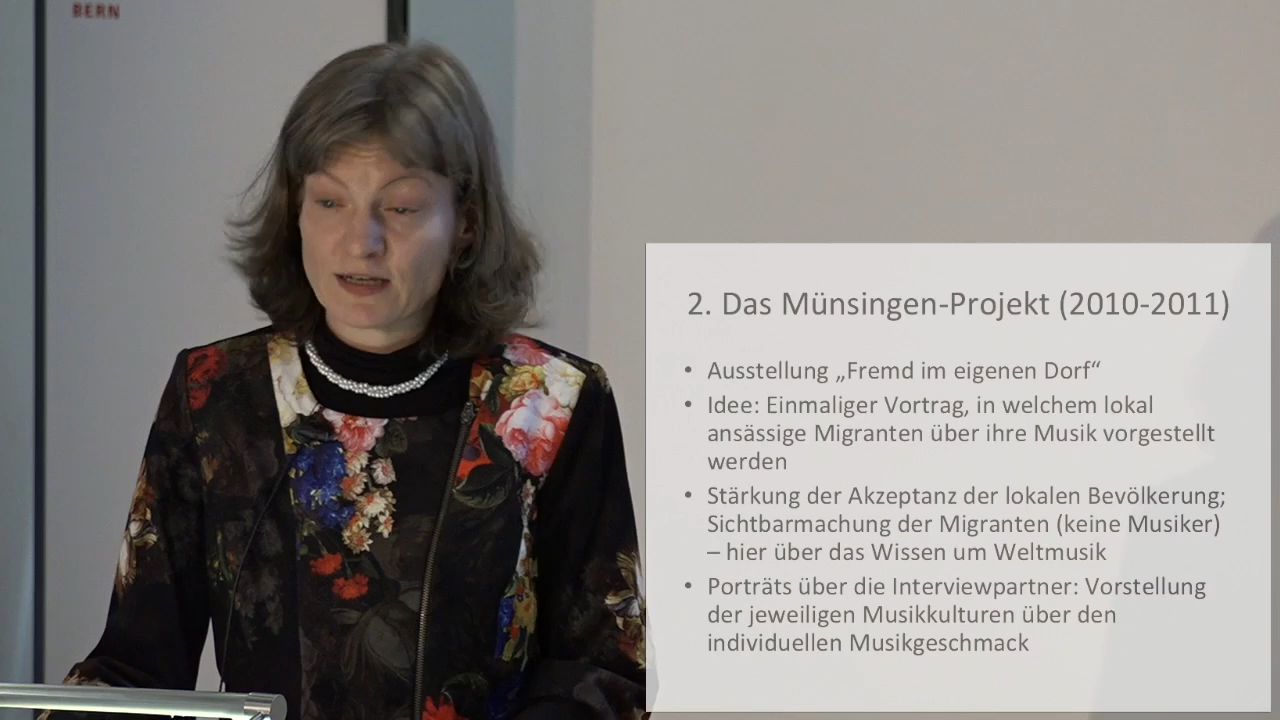 BERN
2. Das Münsingen-Projekt (2010-2011)
• Ausstellung „Fremd im eigenen Dorf“
• Idee: Einmaliger Vortrag, in welchem lokal
ansässige Migranten über ihre Musik vorgestellt
werden
• Stärkung der Akzeptanz der lokalen Bevölkerung;
Sichtbarmachung der Migranten (keine Musiker)
– hier über das Wissen um Weltmusik
• Porträts über die Interviewpartner: Vorstellung
der jeweiligen Musikkulturen über den
individuellen Musikgeschmack